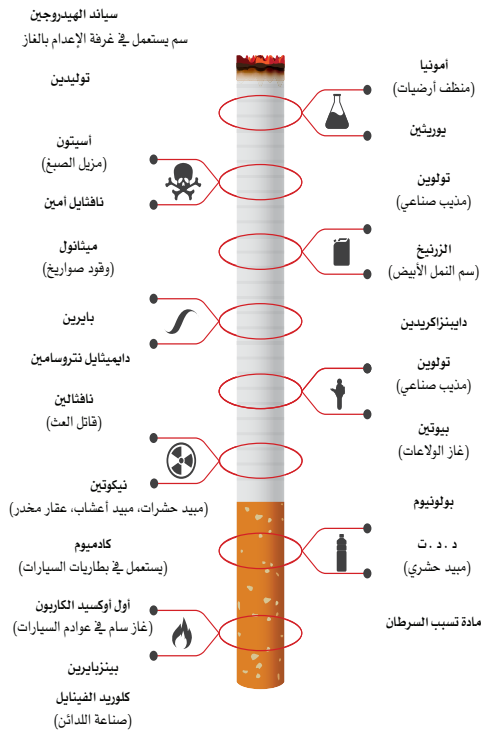 أمونيا
(منظف أرضيات)
يوريثين
تولوين
(مذيب صناعي)
الزرنيخ
(سم النمل الأبيض)
دايبنزاكريدين
تولوين
(مذيب صناعي)
بيوتين
(غاز الولاعات)
بولونيوم
د.د.ت
(مبيد حشري)
مادة تسبب السرطان
سياند الهيدروجين
سم يستعمل في غرفة الإعدام بالغاز
توليدين
أسيتون
(مزيل الصبغ)
نافثايل أمين
ميثانول
(وقود صواريخ)
بايرين
دايميثايل نتروسامين
نافثالين
(قاتل العث)
نيكوتين
(مبيد حشرات، مبيد أعشاب، عقار مخدر)
كادميوم
(يستعمل في بطاريات السيارات)
أول أوكسيد الكاربون
(غاز سام في عوادم السيارات)
بينزبايرين
كلوريد الفينايل
(صناعة اللدائن)